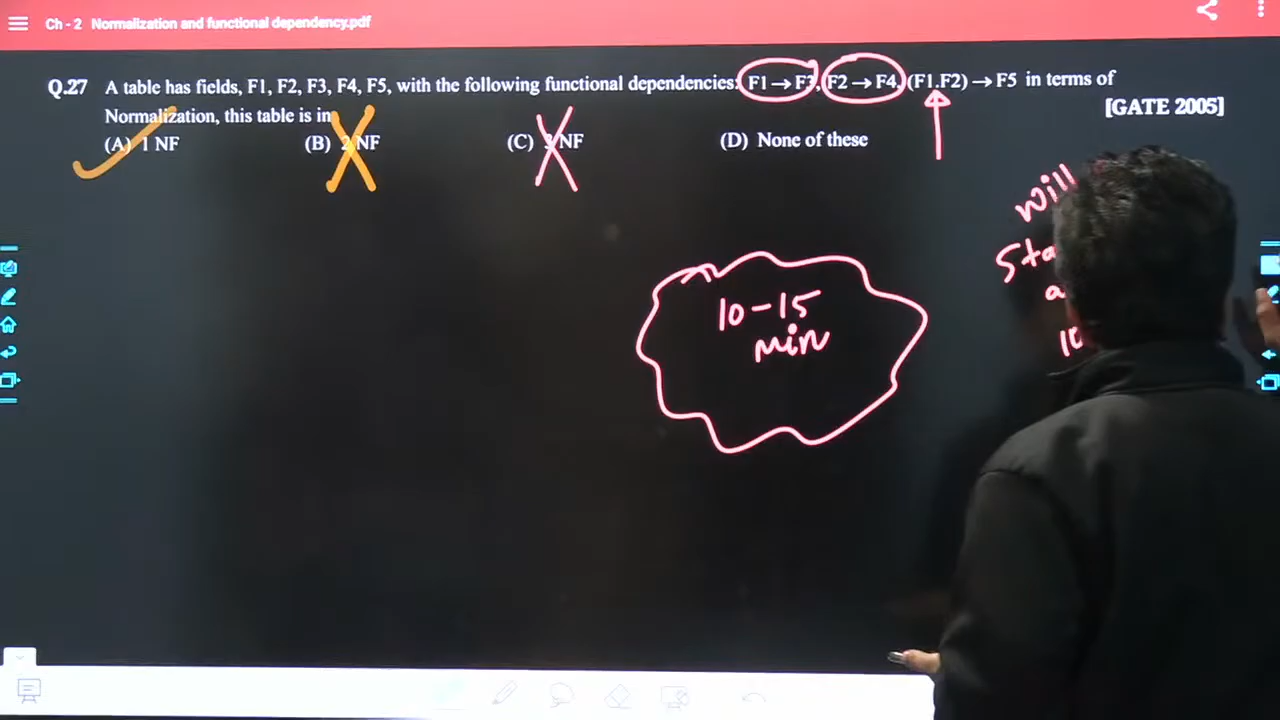 Ch - 2 Normalization and functional dependency.pdf
Q.27 A table has fields, F1, F2, F3, F4, F5, with the following functional dependencies: F1 → F3, F2 → F4, (F1.F2) → F5 in terms of
Normalization, this table is in
[GATE 2005]
(A) 1 NF (B) 2 NF (C) 3 NF (D) None of these
will
10-15
min